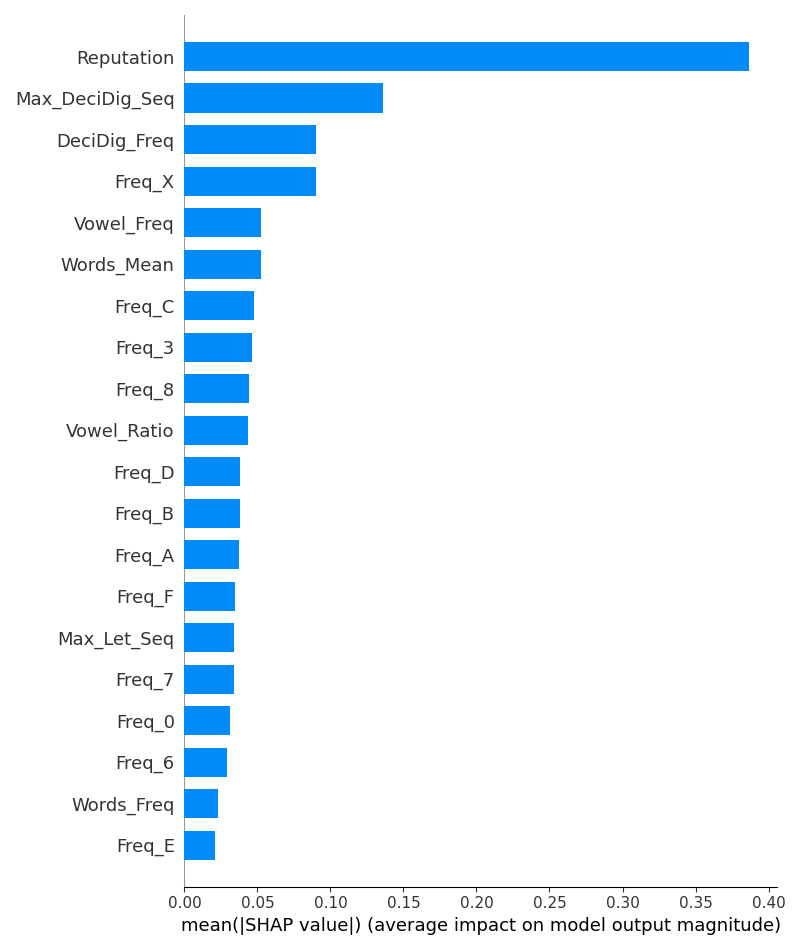 Reputation
Max_DeciDig_Seq
DeciDig_Freq
Freq_X
Vowel_Freq
Words_Mean
Freq_C
Freq_3
Freq_8
Vowel_Ratio
Freq_D
Freq_B
Freq_A
Freq_F
Max_Let_Seq
Freq_7
Freq_0
Freq_6
Words_Freq
Freq_E
0.00 0.05 0.10 0.15 0.20 0.25 0.30 0.35 0.40
mean(|SHAP value|) (average impact on model output magnitude)